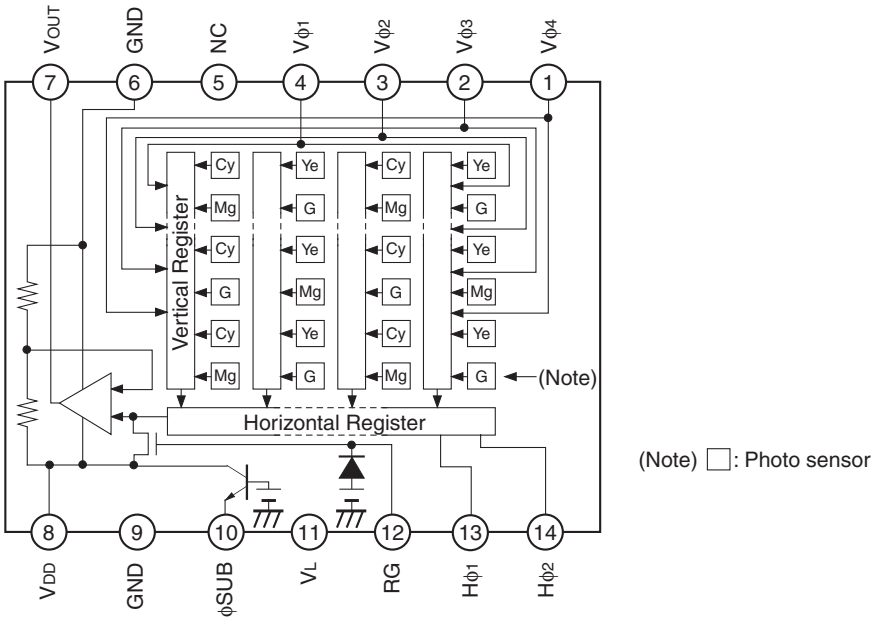 VOUT GND NC Vϕ1 Vϕ2 Vϕ3 Vϕ4
7 6 5 4 3 2 1
Cy Ye Cy Ye
Mg G Mg G
Cy Ye Cy Ye
G Mg G Mg
Cy Ye Cy Ye
Mg G Mg G (Note)
Vertical Register
Horizontal Register
(Note) : Photo sensor
8 9 10 11 12 13 14
VDD GND ϕSUB VL RG Hϕ1 Hϕ2